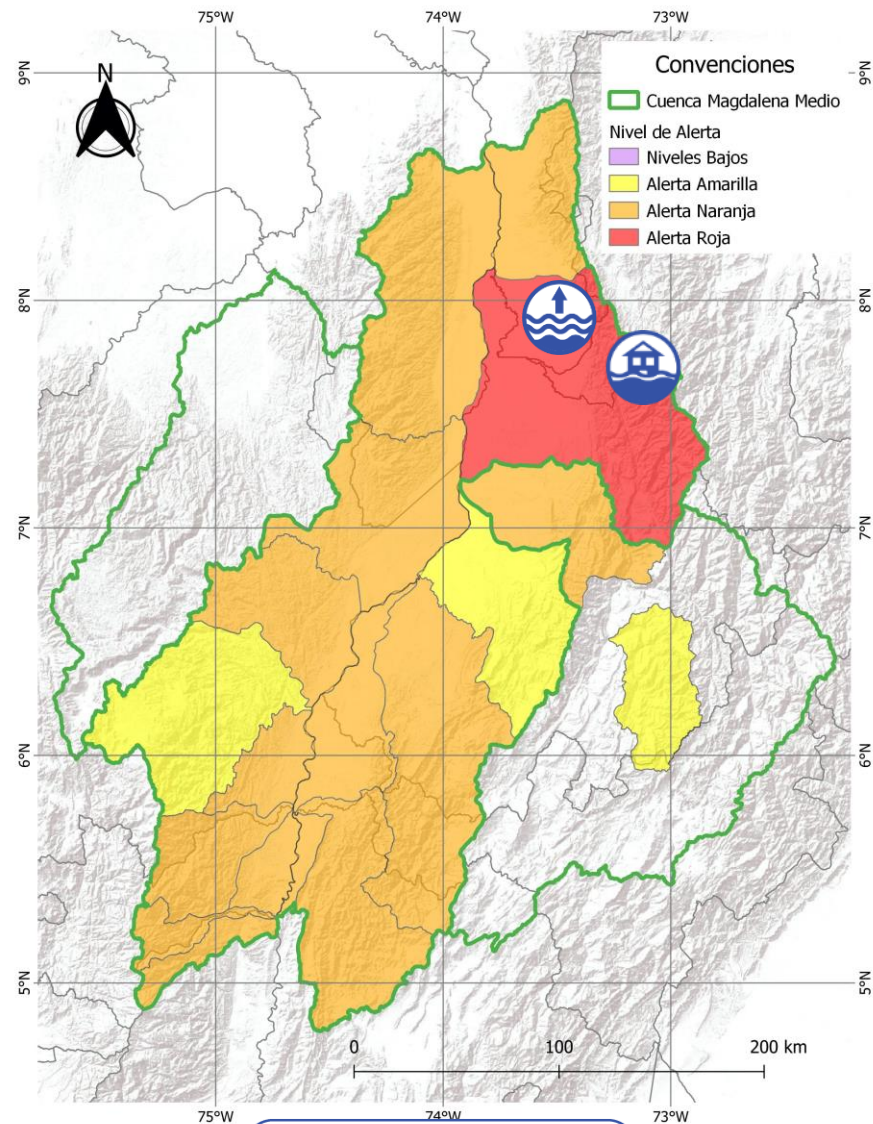 75°W 74°W 73°W
N
9°N 9°N
Convenciones
Cuenca Magdalena Medio
Nivel de Alerta
Niveles Bajos
Alerta Amarilla
Alerta Naranja
Alerta Roja
8°N 8°N
7°N 7°N
6°N 6°N
5°N 5°N
0 100 200 km
75°W 74°W 73°W